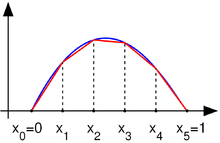 x₀=0 x₁ x₂ x₃ x₄ x₅=1